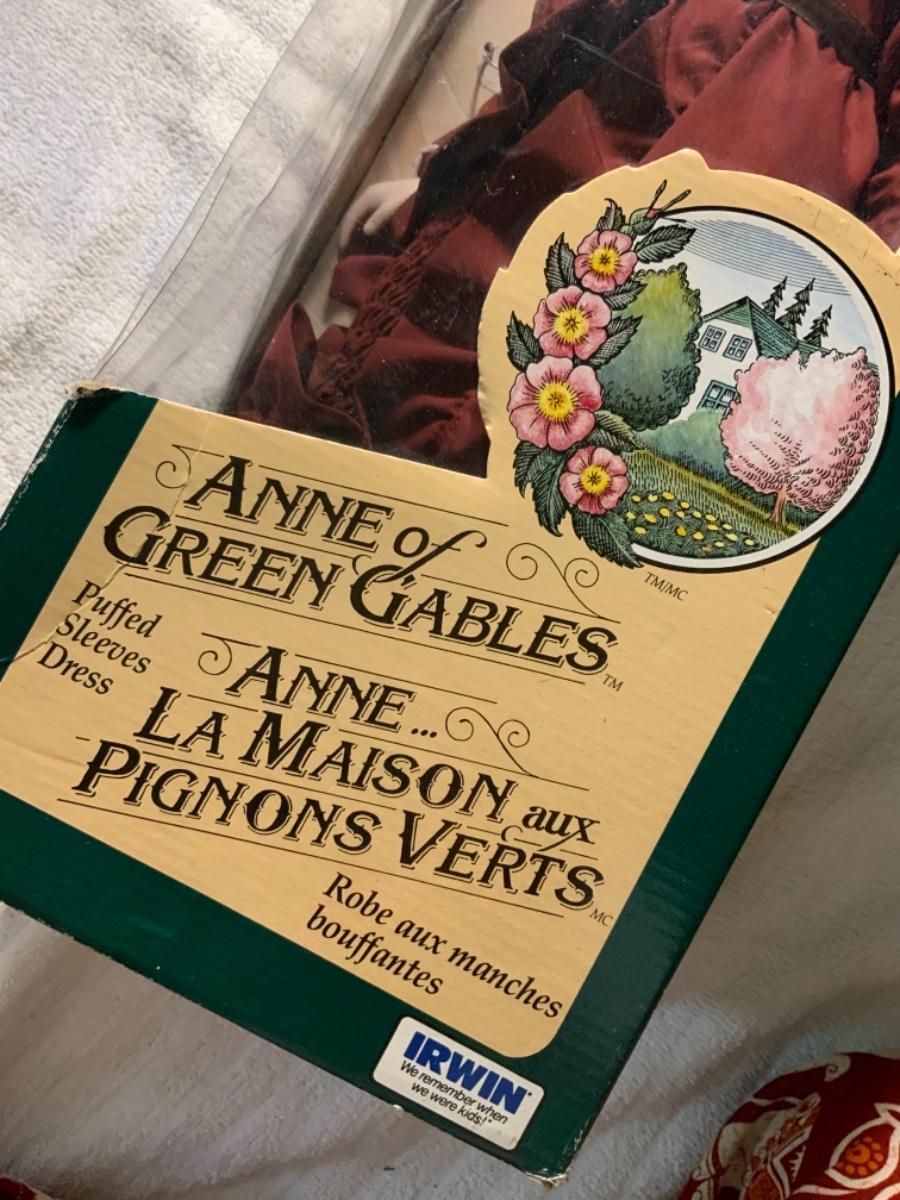 ANNE of
GREEN GABLES
TM
TM/MC
Puffed
Sleeves
Dress
ANNE...
LA MAISON aux
PIGNONS VERTS
MC
Robe aux manches
bouffantes
IRWIN
We remember when
we were kids!